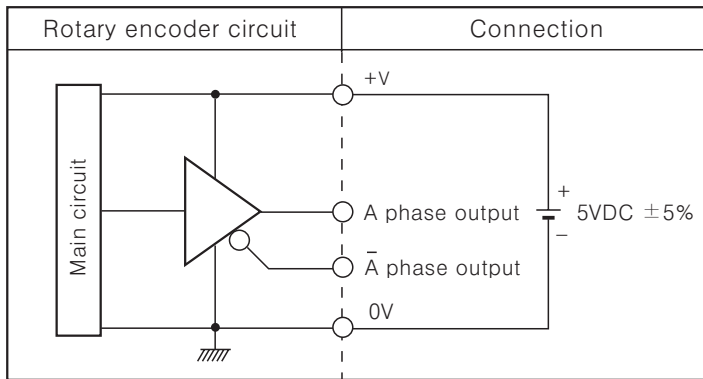 Rotary encoder circuit
Connection
Main circuit
+V
A phase output
Ā phase output
0V
+
5VDC ±5%
−